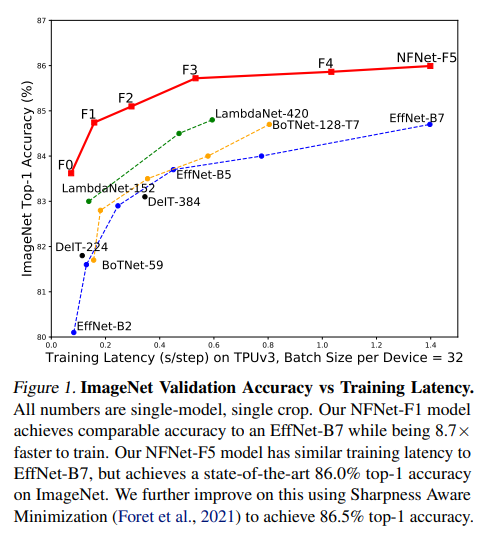 87
86
85
84
83
82
81
80
ImageNet Top-1 Accuracy (%)
F0
F1
F2
F3
F4
NFNet-F5
LambdaNet-420
BoTNet-128-T7
EffNet-B7
EffNet-B5
LambdaNet-152
DeIT-384
DeIT-224
BoTNet-59
EffNet-B2
0.0 0.2 0.4 0.6 0.8 1.0 1.2 1.4
Training Latency (s/step) on TPUv3, Batch Size per Device = 32
Figure 1. ImageNet Validation Accuracy vs Training Latency.
All numbers are single-model, single crop. Our NFNet-F1 model
achieves comparable accuracy to an EffNet-B7 while being 8.7×
faster to train. Our NFNet-F5 model has similar training latency to
EffNet-B7, but achieves a state-of-the-art 86.0% top-1 accuracy
on ImageNet. We further improve on this using Sharpness Aware
Minimization (Foret et al., 2021) to achieve 86.5% top-1 accuracy.